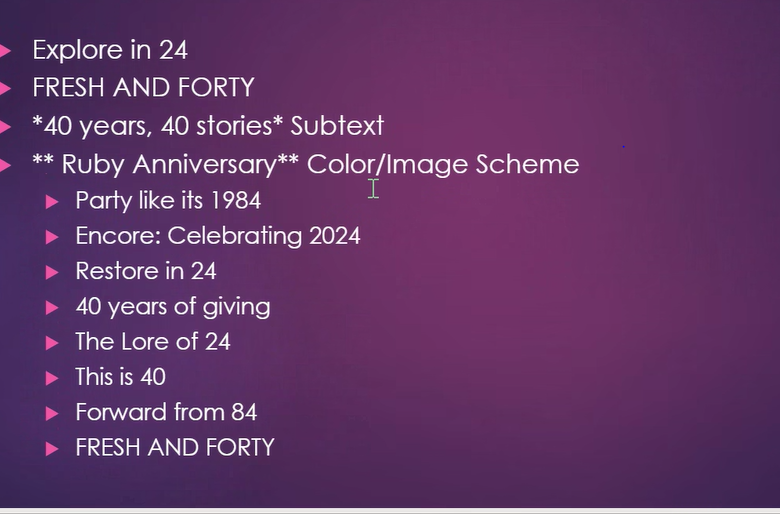 Explore in 24
FRESH AND FORTY
*40 years, 40 stories* Subtext
** Ruby Anniversary** Color/Image Scheme
Party like its 1984
Encore: Celebrating 2024
Restore in 24
40 years of giving
The Lore of 24
This is 40
Forward from 84
FRESH AND FORTY